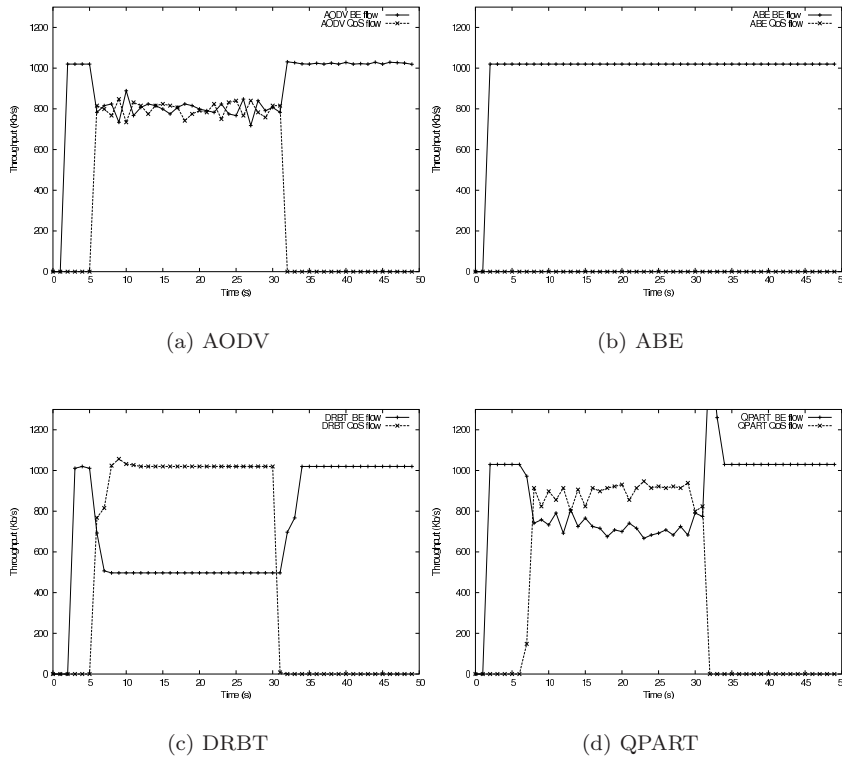 AODV BE flow
AODV QoS flow
Throughput (Kb/s)
1200
1000
800
600
400
200
0
0 5 10 15 20 25 30 35 40 45 50
Time (s)
(a) AODV
ABE BE flow
ABE QoS flow
Throughput (Kb/s)
1200
1000
800
600
400
200
0
0 5 10 15 20 25 30 35 40 45 50
Time (s)
(b) ABE
DRBT BE flow
DRBT QoS flow
Throughput (Kb/s)
1200
1000
800
600
400
200
0
0 5 10 15 20 25 30 35 40 45 50
Time (s)
(c) DRBT
QPART BE flow
QPART QoS flow
Throughput (Kb/s)
1200
1000
800
600
400
200
0
0 5 10 15 20 25 30 35 40 45 50
Time (s)
(d) QPART